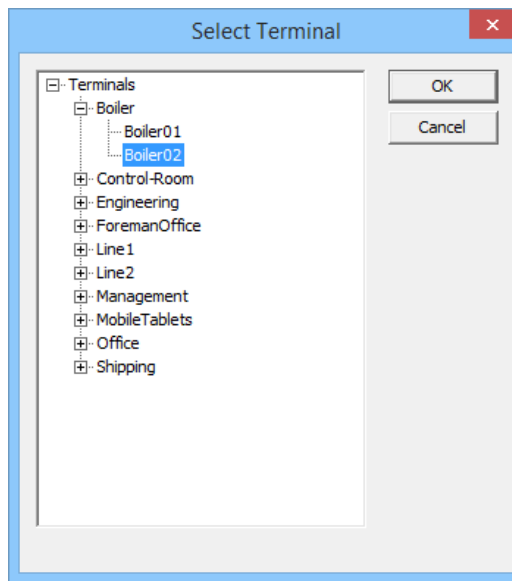 Select Terminal
Terminals
Boiler
Boiler01
Boiler02
Control-Room
Engineering
ForemanOffice
Line1
Line2
Management
MobileTablets
Office
Shipping
OK
Cancel